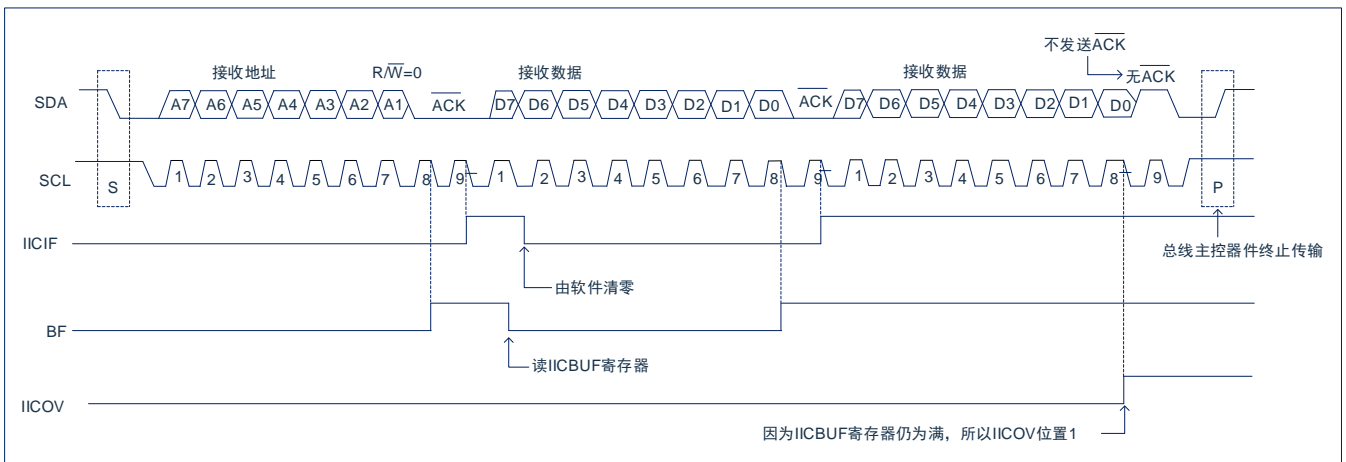 不发送ACK
接收地址 R/W=0 接收数据 接收数据 无ACK
SDA A7 A6 A5 A4 A3 A2 A1 ACK D7 D6 D5 D4 D3 D2 D1 D0 ACK D7 D6 D5 D4 D3 D2 D1 D0
SCL S 1 2 3 4 5 6 7 8 9 1 2 3 4 5 6 7 8 9 1 2 3 4 5 6 7 8 9 P
IICIF
总线主控器件终止传输
由软件清零
BF
读IICBUF寄存器
IICOV
因为IICBUF寄存器仍为满，所以IICOV位置1